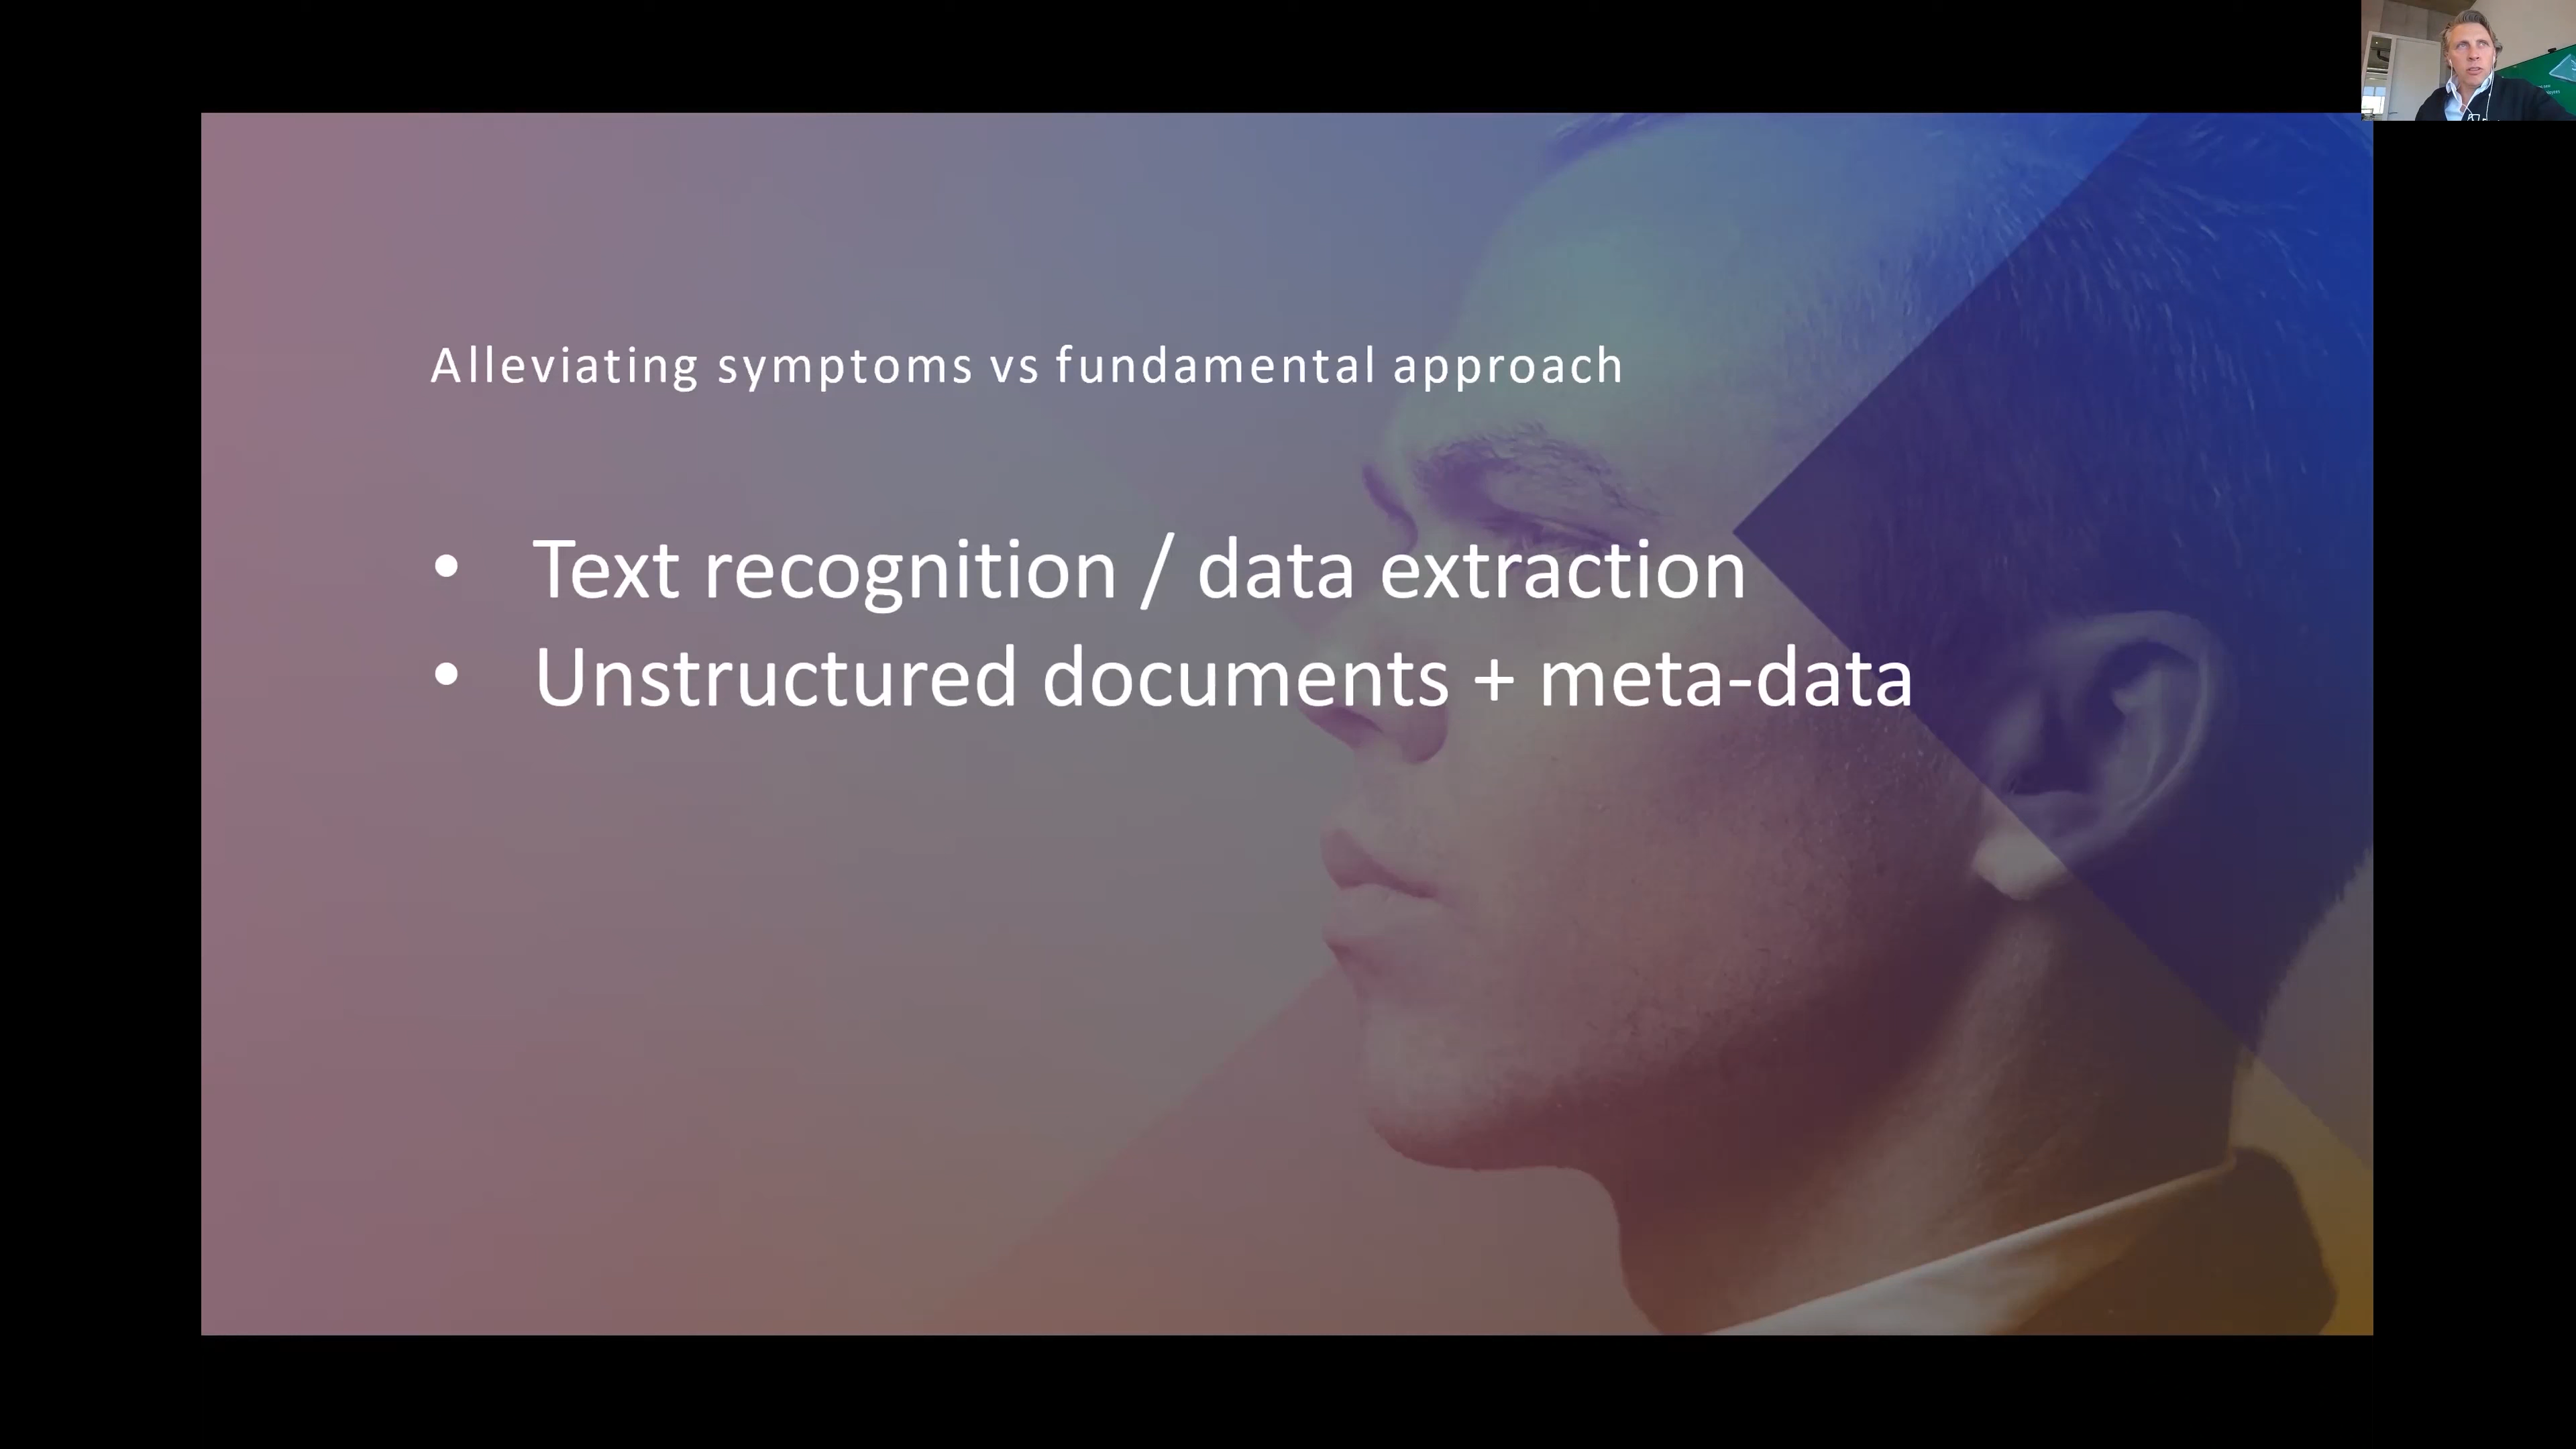 Alleviating symptoms vs fundamental approach
• Text recognition / data extraction
• Unstructured documents + meta-data